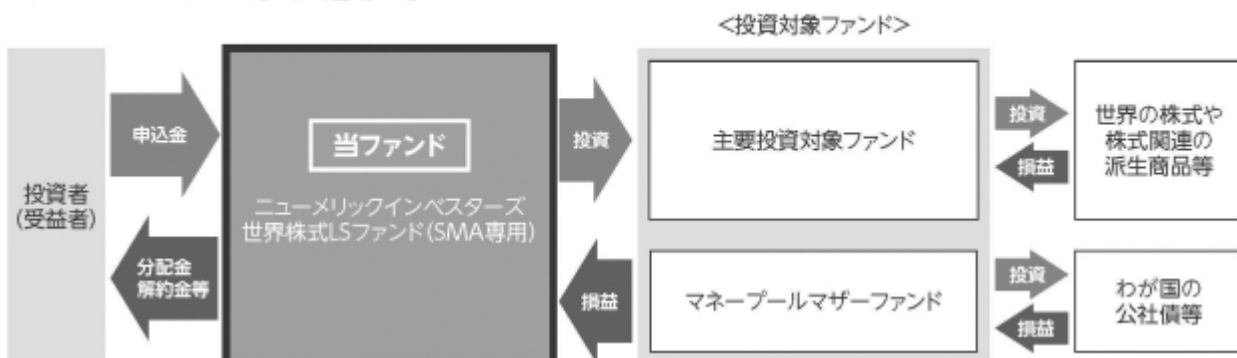 <投資対象ファンド>
投資者
(受益者)
申込金
分配金
解約金等
当ファンド
ニューメリックインベスターズ
世界株式LSファンド(SMA専用)
投資
損益
主要投資対象ファンド
投資
損益
世界の株式や
株式関連の
派生商品等
マネープールマザーファンド
投資
損益
わが国の
公社債等